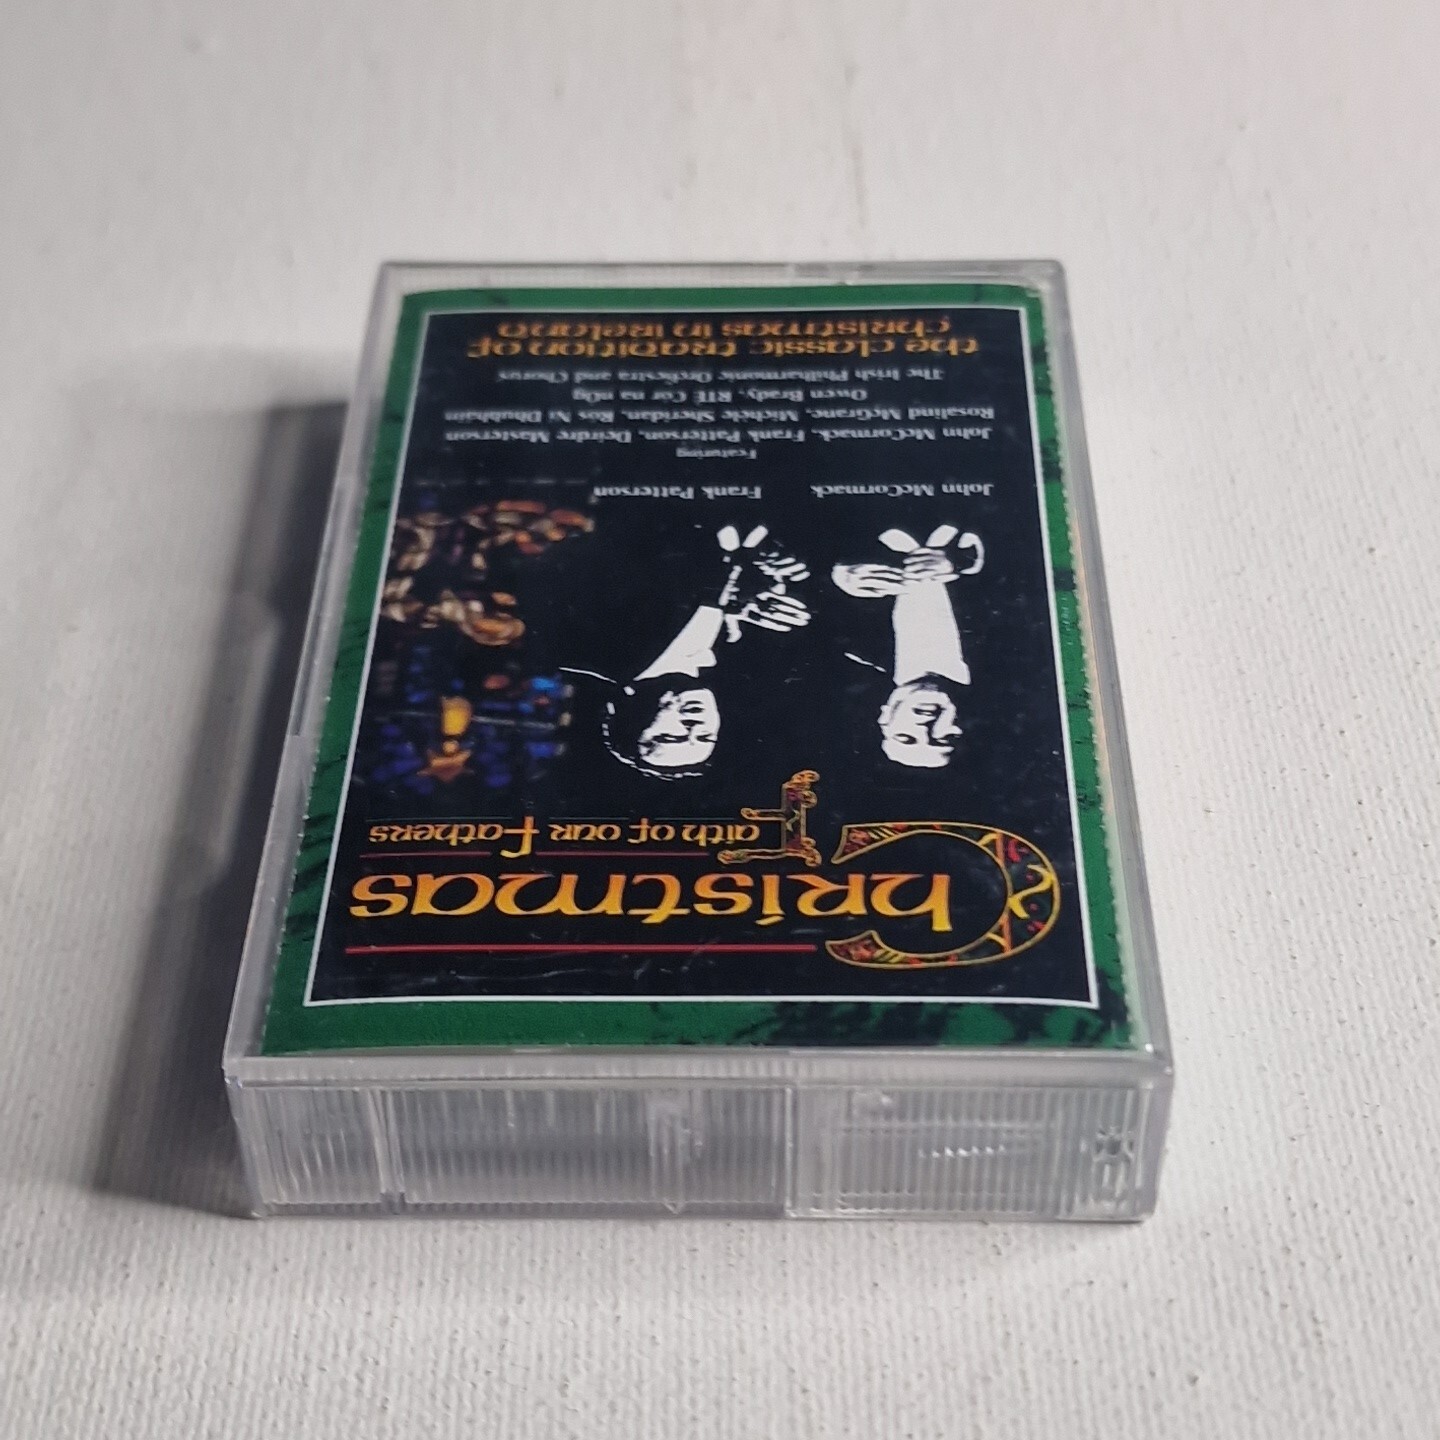 Christmas
Faith of our Fathers
John McCormack
Frank Patterson
Featuring
John McCormack, Frank Patterson, Deirdre Masterson
Rosalind McGrane, Michèle Sheridan, Ros Ní Dhubháin
Owen Brady, RTÉ Cór na nÓg
The Irish Philharmonic Orchestra and Chorus
the classic tradition of
christmas in ireland